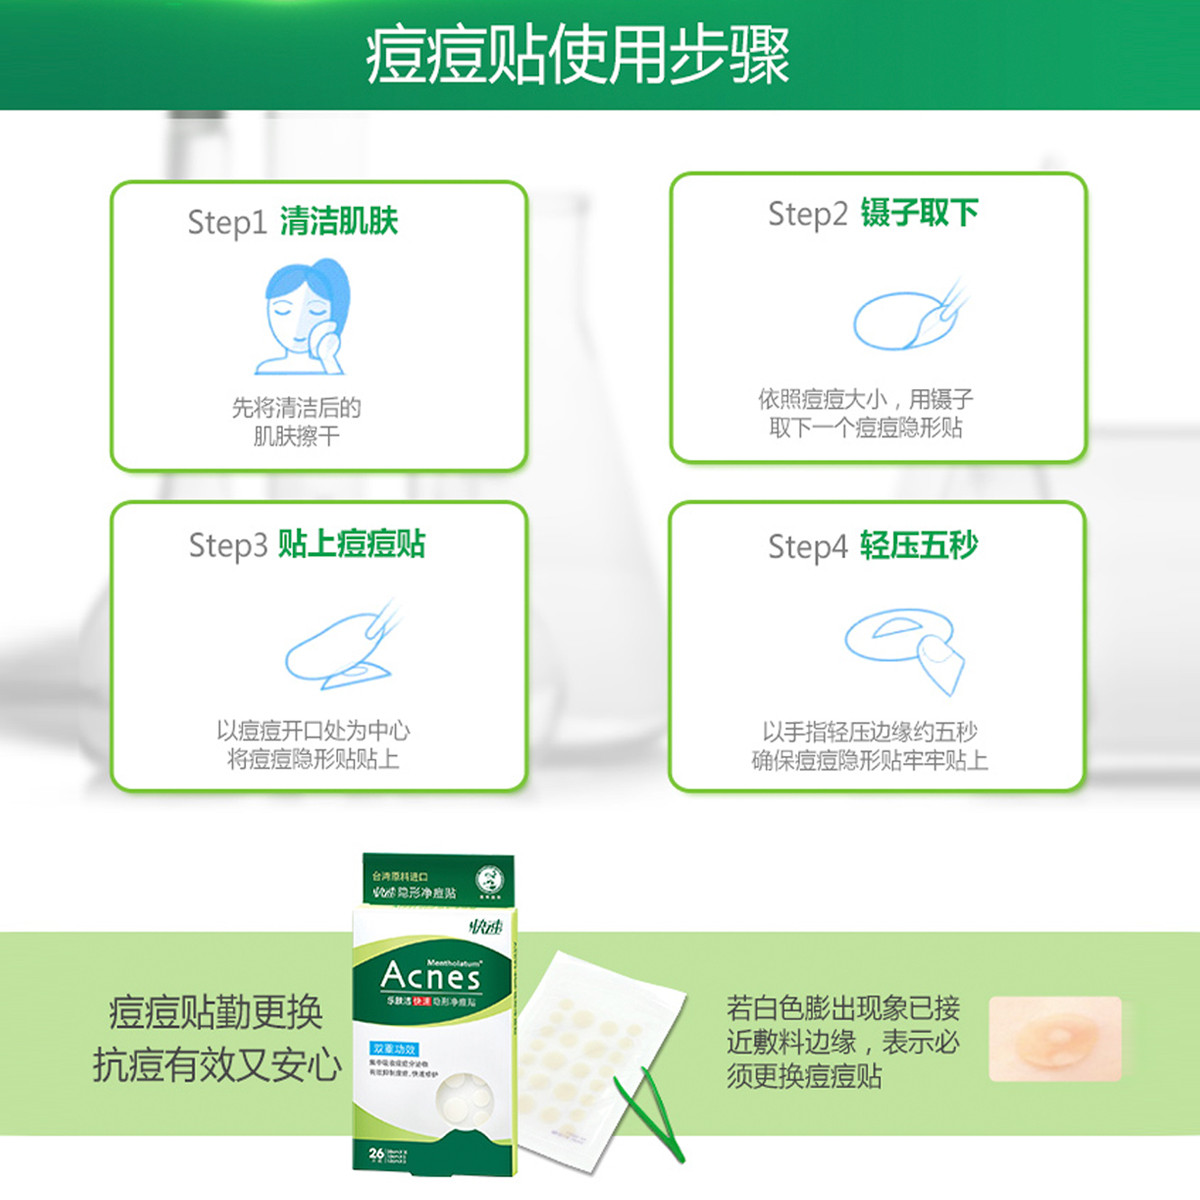 痘痘贴使用步骤
Step1 清洁肌肤
先将清洁后的
肌肤擦干
Step2 镊子取下
依照痘痘大小，用镊子
取下一个痘痘隐形贴
Step3 贴上痘痘贴
以痘痘开口处为中心
将痘痘隐形贴贴上
Step4 轻压五秒
以手指轻压边缘约五秒
确保痘痘隐形贴牢牢贴上
痘痘贴勤更换
抗痘有效又安心
台湾原料进口
快速隐形净痘贴
快速
Mentholatum
Acnes
乐肤洁 快速 隐形净痘贴
双重功效
26
若白色膨出现象已接
近敷料边缘，表示必
须更换痘痘贴